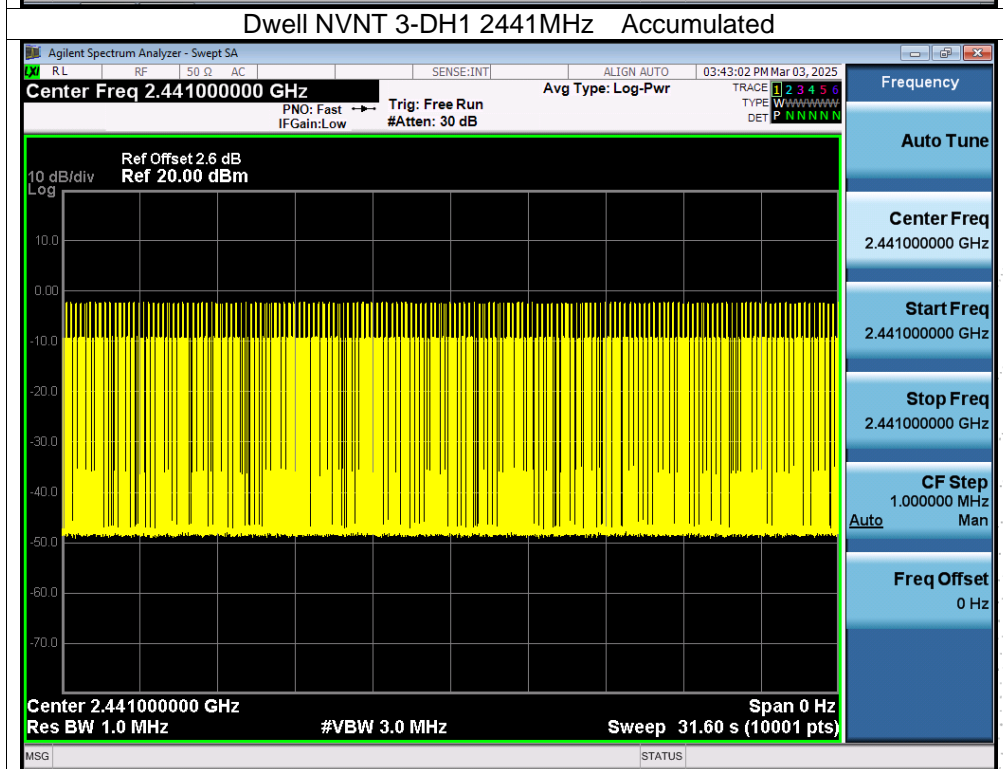 Dwell NVNT 3-DH1 2441MHz Accumulated
Agilent Spectrum Analyzer - Swept SA
LXI RL RF 50 Ω AC SENSE:INT ALIGN AUTO 03:43:02 PM Mar 03, 2025
Center Freq 2.441000000 GHz
PNO: Fast
IFGain:Low
Trig: Free Run
#Atten: 30 dB
Avg Type: Log-Pwr
TRACE 1 2 3 4 5 6
TYPE WWWWWWW
DET P N N N N N
Frequency
Auto Tune
Center Freq
2.441000000 GHz
Start Freq
2.441000000 GHz
Stop Freq
2.441000000 GHz
CF Step
1.000000 MHz
Auto Man
Freq Offset
0 Hz
Ref Offset 2.6 dB
10 dB/div Ref 20.00 dBm
Log
10.0
0.00
-10.0
-20.0
-30.0
-40.0
-50.0
-60.0
-70.0
Center 2.441000000 GHz Span 0 Hz
Res BW 1.0 MHz #VBW 3.0 MHz Sweep 31.60 s (10001 pts)
MSG STATUS